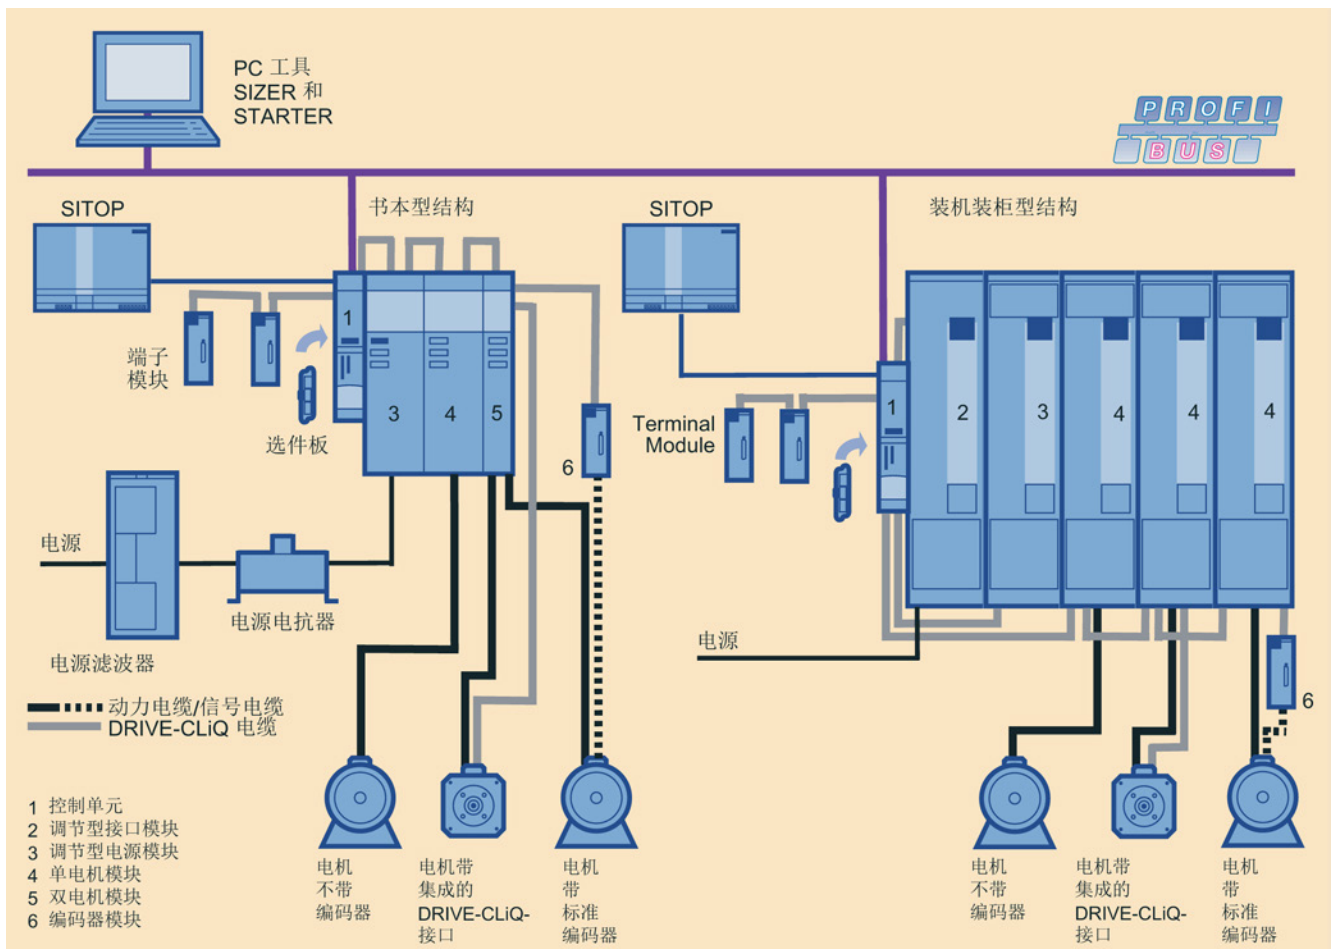 PC 工具
SIZER 和
STARTER
PROFI
BUS
SITOP
书本型结构
SITOP
装机装柜型结构
1
3
4
5
端子
模块
选件板
6
1
2
3
4
4
4
Terminal
Module
电源
电源电抗器
电源滤波器
电源
6
动力电缆/信号电缆
DRIVE-CLiQ 电缆
1 控制单元
2 调节型接口模块
3 调节型电源模块
4 单电机模块
5 双电机模块
6 编码器模块
电机
不带
编码器
电机带
集成的
DRIVE-CLiQ-
接口
电机
带
标准
编码器
电机
不带
编码器
电机带
集成的
DRIVE-CLiQ-
接口
电机
带
标准
编码器